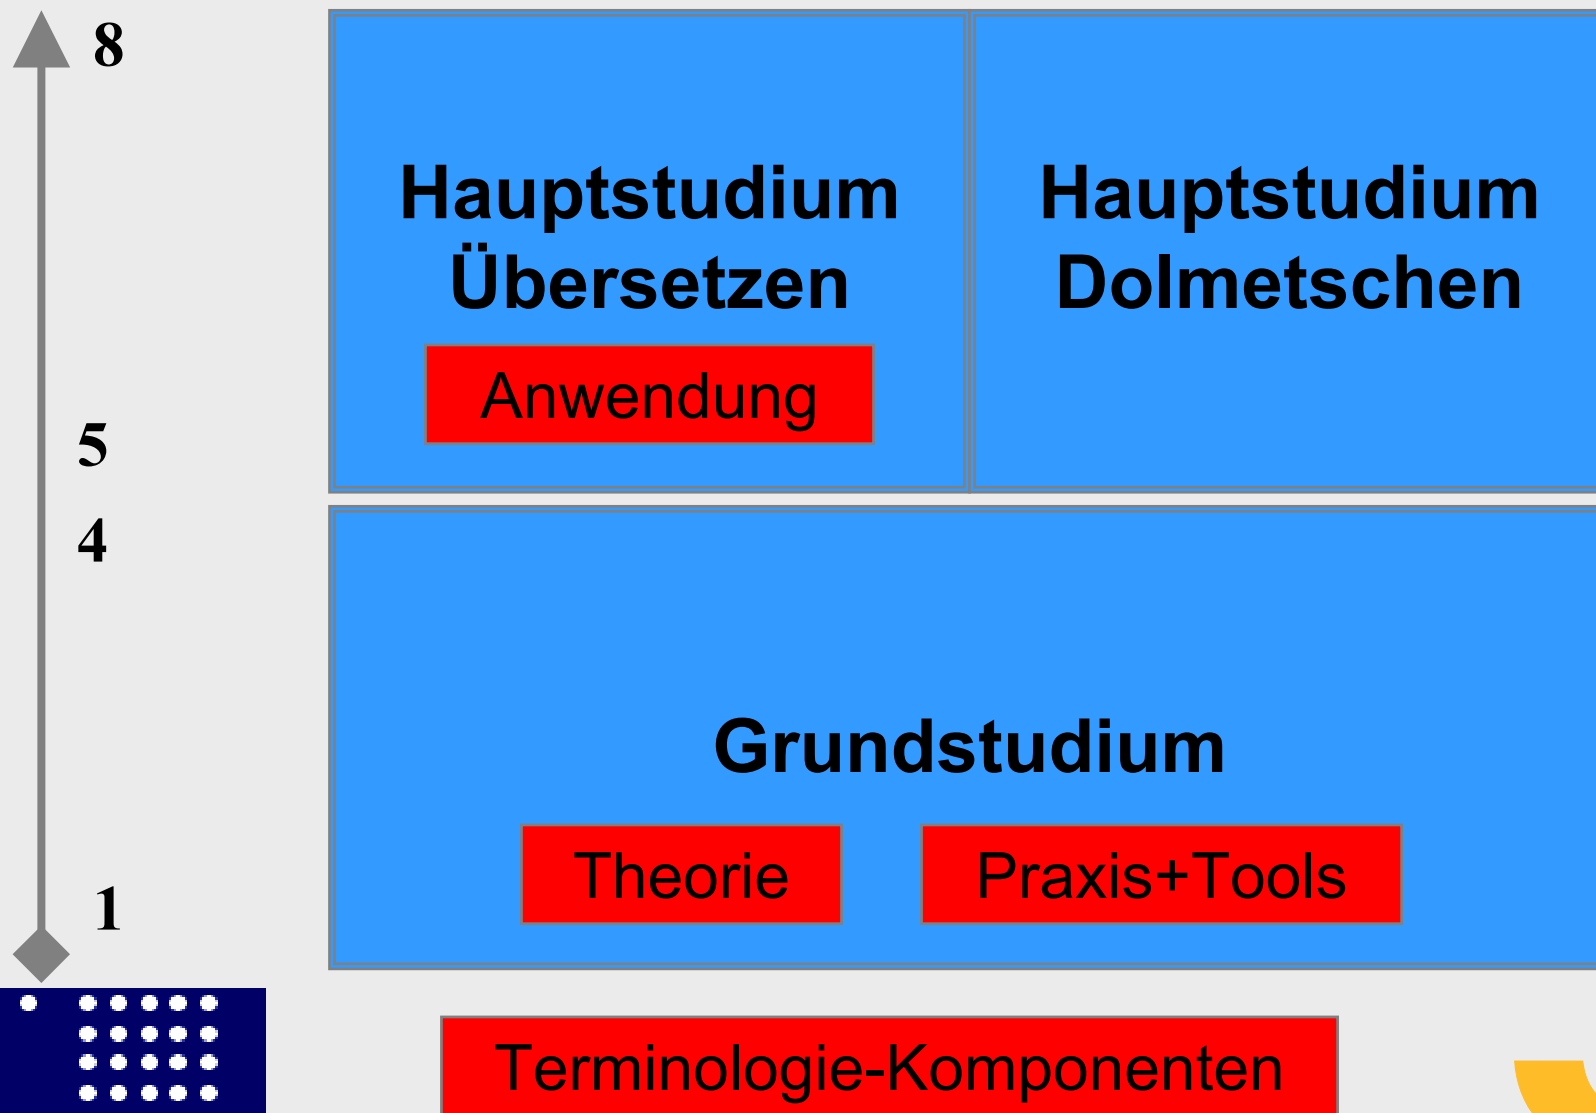 8
Hauptstudium
Übersetzen
Hauptstudium
Dolmetschen
Anwendung
5
4
Grundstudium
Theorie
Praxis+Tools
1
Terminologie-Komponenten